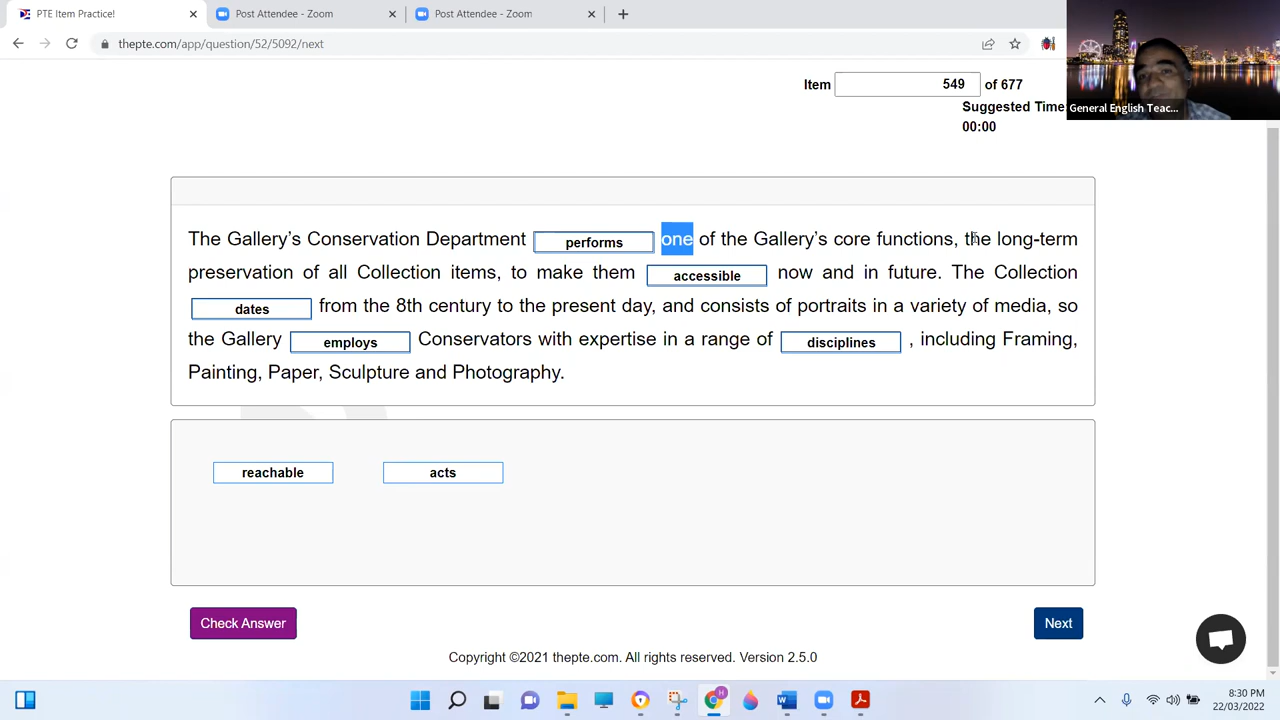 PTE Item Practice!
Post Attendee - Zoom
Post Attendee - Zoom
thepte.com/app/question/52/5092/next
General English Teac...
Item 549 of 677
Suggested Time
00:00
The Gallery's Conservation Department performs one of the Gallery's core functions, the long-term
preservation of all Collection items, to make them accessible now and in future. The Collection
dates from the 8th century to the present day, and consists of portraits in a variety of media, so
the Gallery employs Conservators with expertise in a range of disciplines , including Framing,
Painting, Paper, Sculpture and Photography.
reachable acts
Check Answer Next
Copyright ©2021 thepte.com. All rights reserved. Version 2.5.0
8:30 PM
22/03/2022